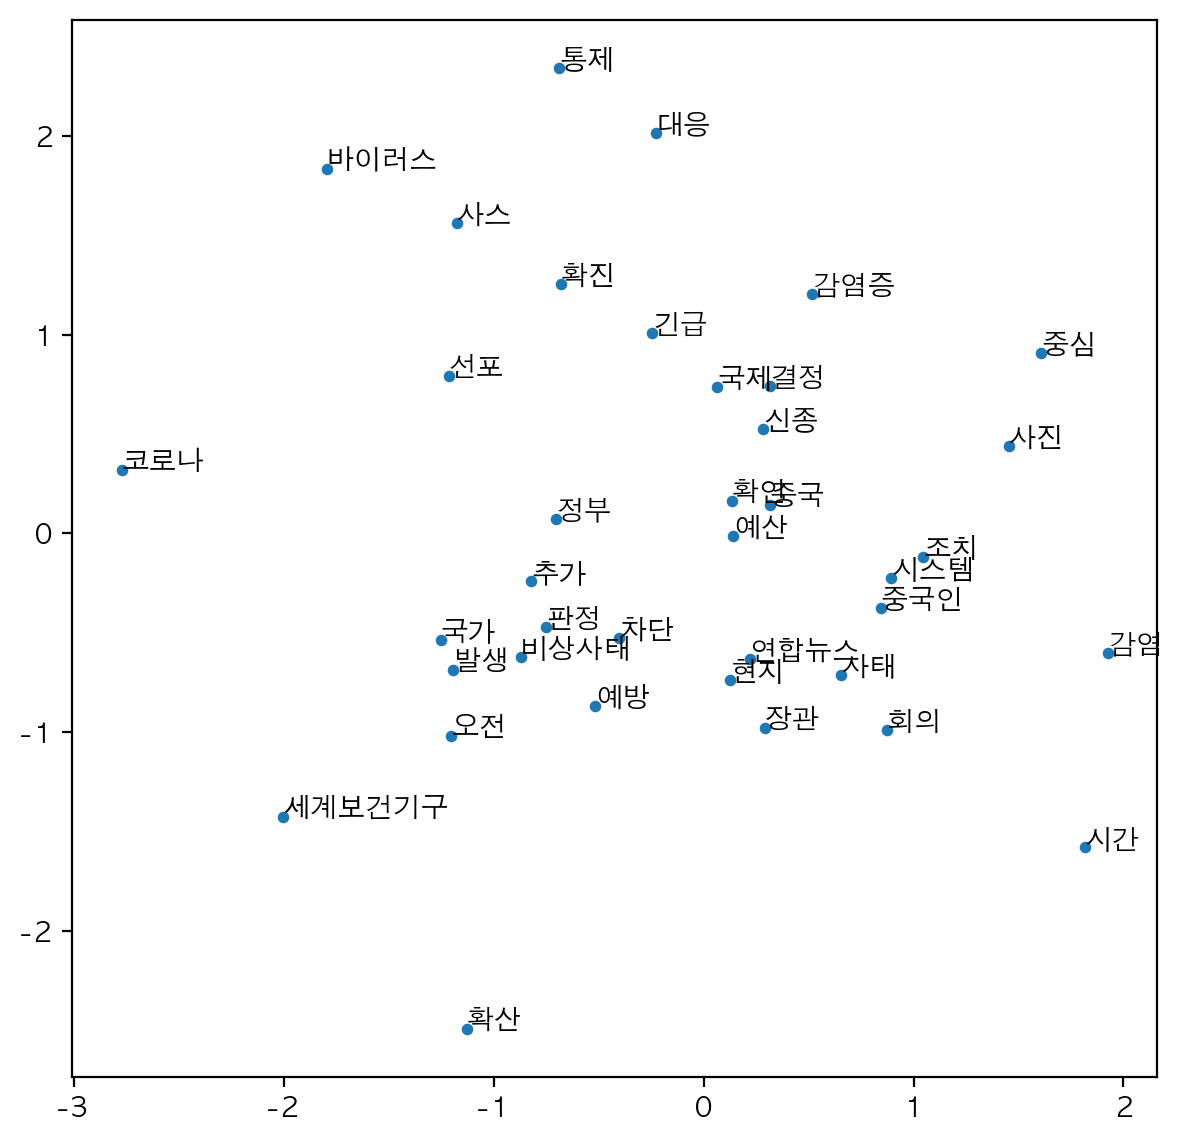 통제
대응
2
바이러스
사스
확진
감염증
긴급
1
중심
선포
국제
결정
신종
사진
코로나
중국
정부
0
예산
조치
추가
시스템
중국인
판정
차단
국가
비상사태
감염
발생
연합뉴스
사태
현지
예방
장관
회의
오전
-1
세계보건기구
시간
-2
확산
-3
-2
-1
0
1
2